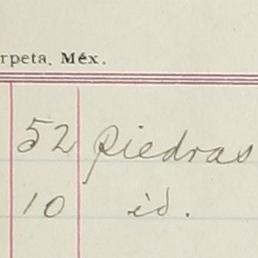 rpeta, Méx.
52 piedras
10 id.